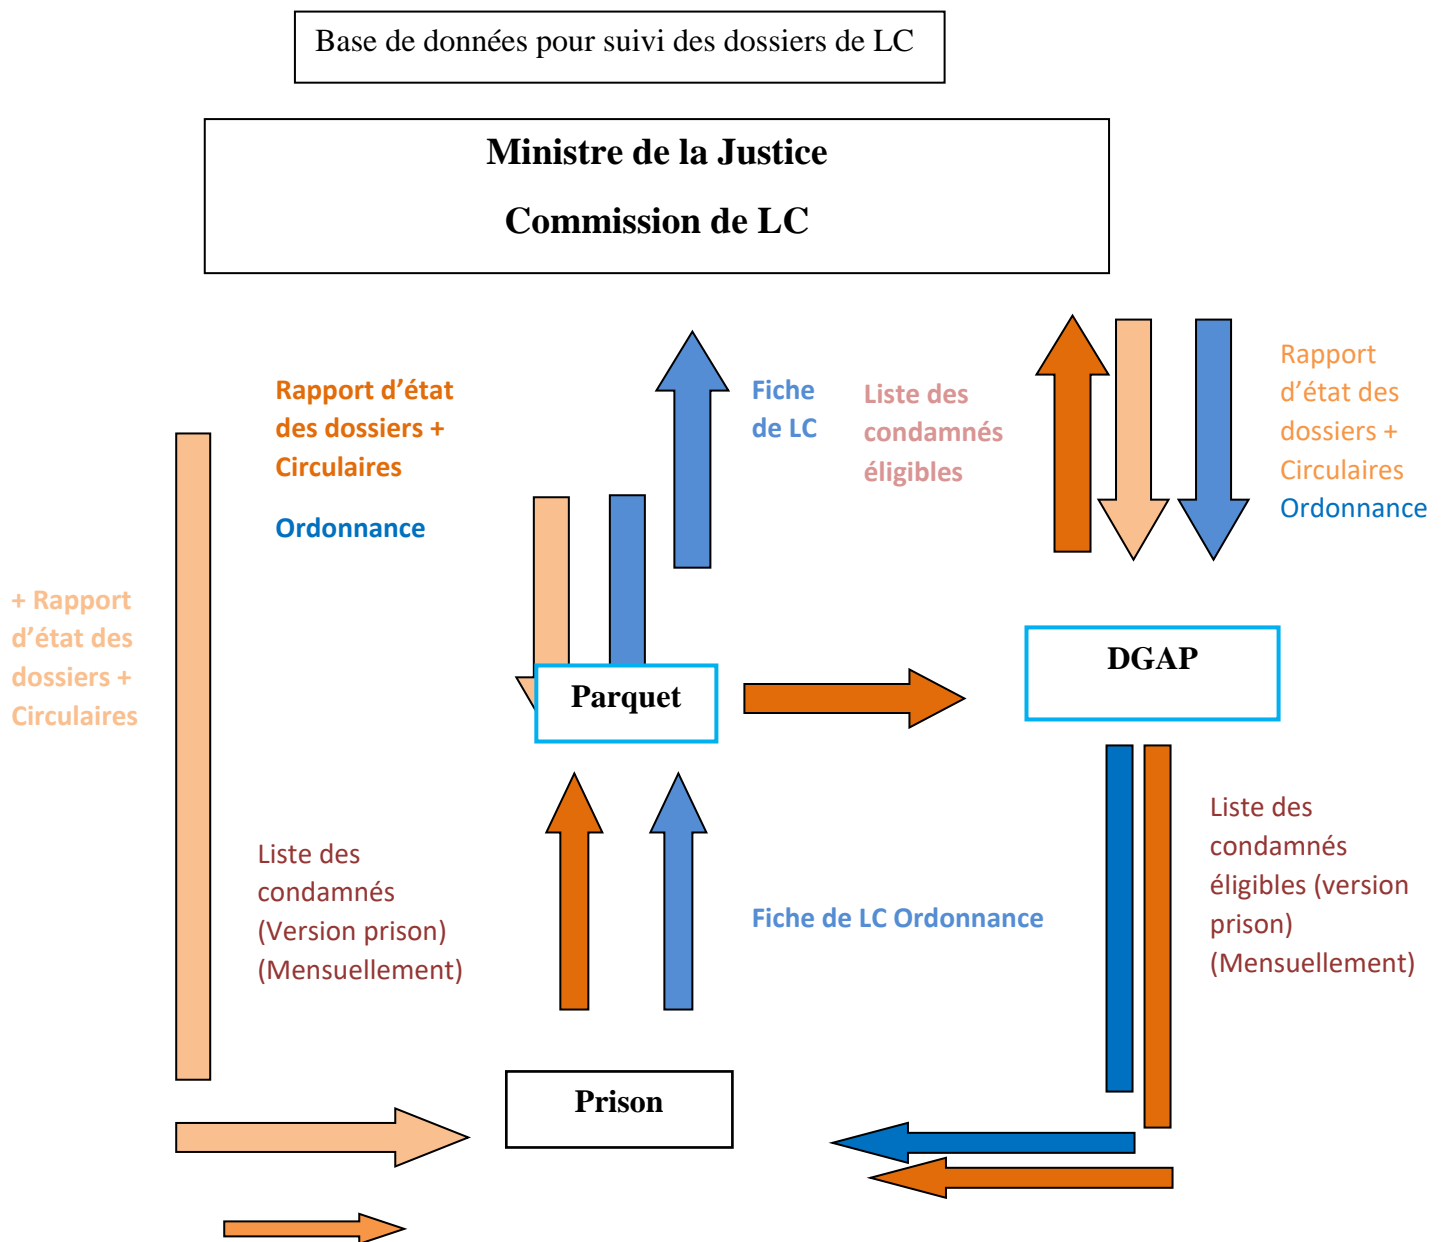 Base de données pour suivi des dossiers de LC
Ministre de la Justice
Commission de LC
Rapport d’état
des dossiers +
Circulaires
Ordonnance
Fiche
de LC
Liste des
condamnés
éligibles
Rapport
d’état des
dossiers +
Circulaires
Ordonnance
+ Rapport
d’état des
dossiers +
Circulaires
Parquet
DGAP
Liste des
condamnés
(Version prison)
(Mensuellement)
Fiche de LC Ordonnance
Liste des
condamnés
éligibles (version
prison)
(Mensuellement)
Prison